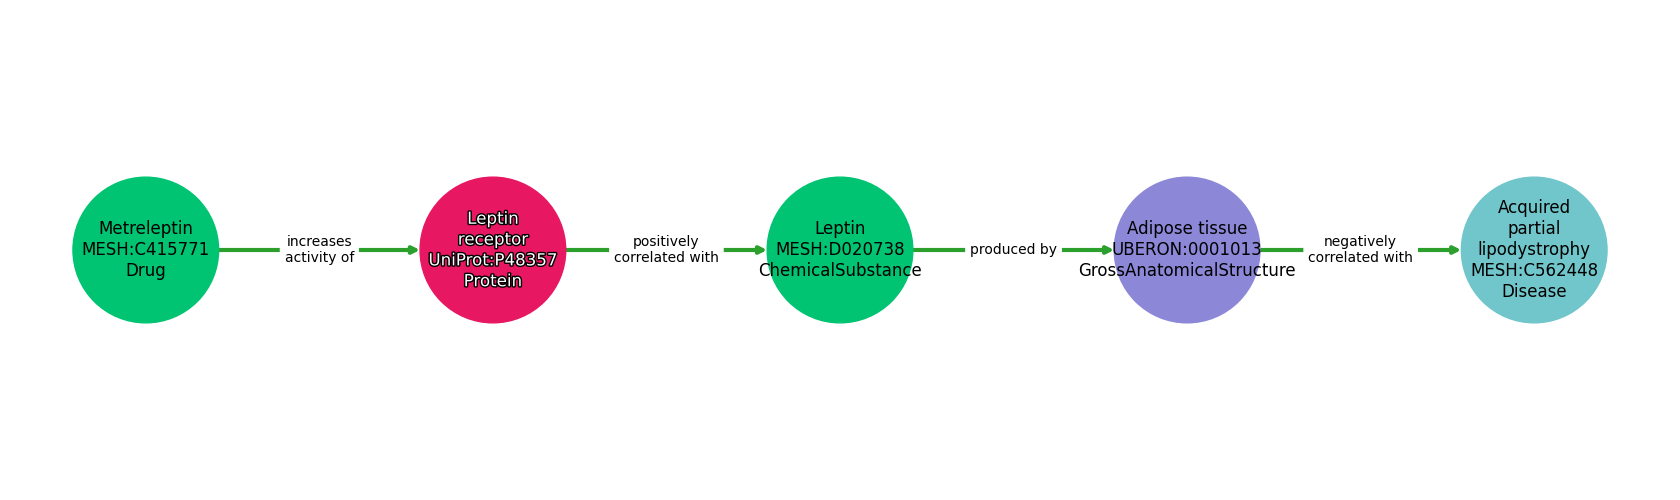 Metreleptin
MESH:C415771
Drug
increases
activity of
Leptin
receptor
UniProt:P48357
Protein
positively
correlated with
Leptin
MESH:D020738
ChemicalSubstance
produced by
Adipose tissue
UBERON:0001013
GrossAnatomicalStructure
negatively
correlated with
Acquired
partial
lipodystrophy
MESH:C562448
Disease